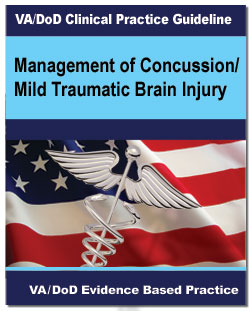 VA/DoD Clinical Practice Guideline
Management of Concussion/
Mild Traumatic Brain Injury
VA/DoD Evidence Based Practice